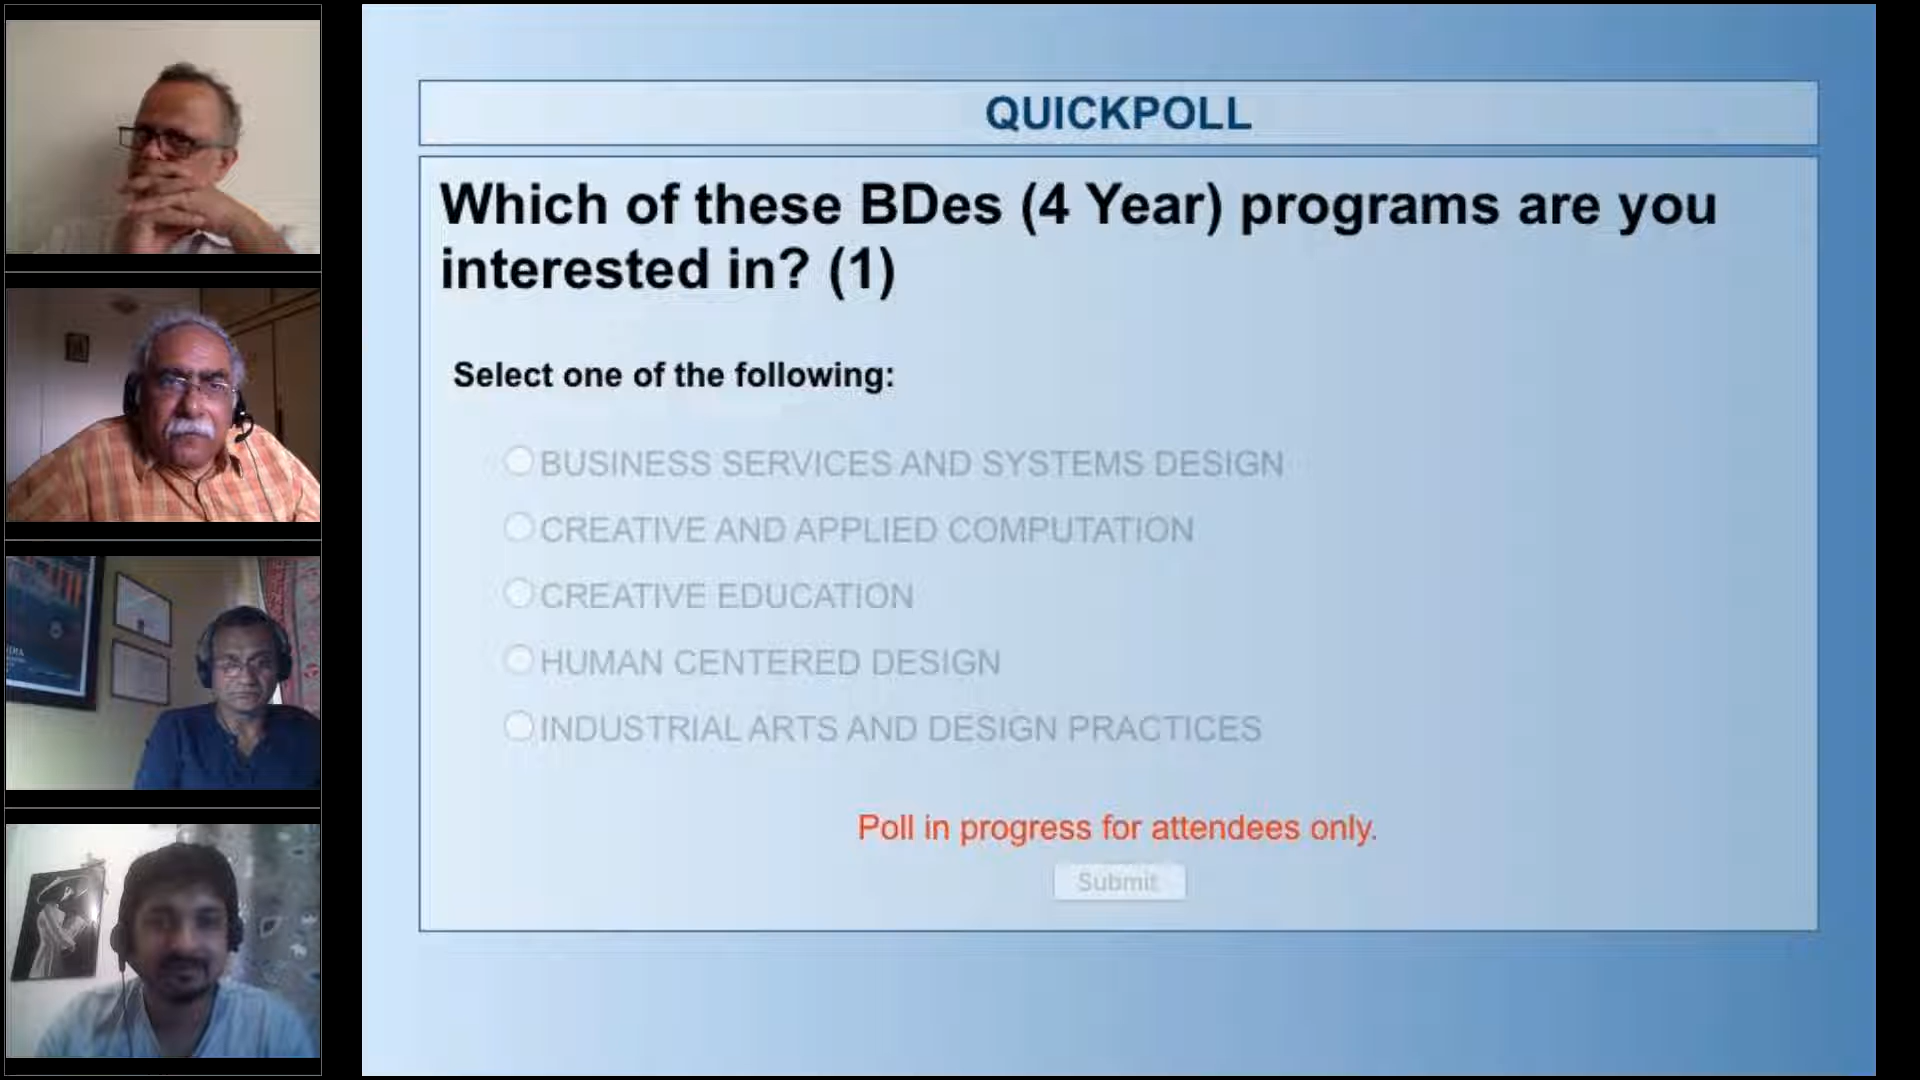 QUICKPOLL
Which of these BDes (4 Year) programs are you
interested in? (1)
Select one of the following:
BUSINESS SERVICES AND SYSTEMS DESIGN
CREATIVE AND APPLIED COMPUTATION
CREATIVE EDUCATION
HUMAN CENTERED DESIGN
INDUSTRIAL ARTS AND DESIGN PRACTICES
Poll in progress for attendees only.
Submit